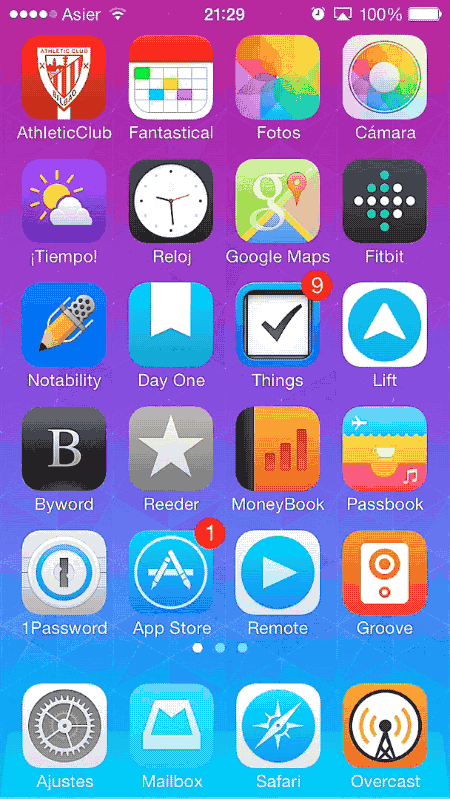 Asier 21:29 100%
ATHLETIC CLUB
BILBAO
AthleticClub Fantastical Fotos Cámara
g
¡Tiempo! Reloj Google Maps Fitbit
9
Notability Day One Things Lift
B
Byword Reeder MoneyBook Passbook
1
1Password App Store Remote Groove
Ajustes Mailbox Safari Overcast